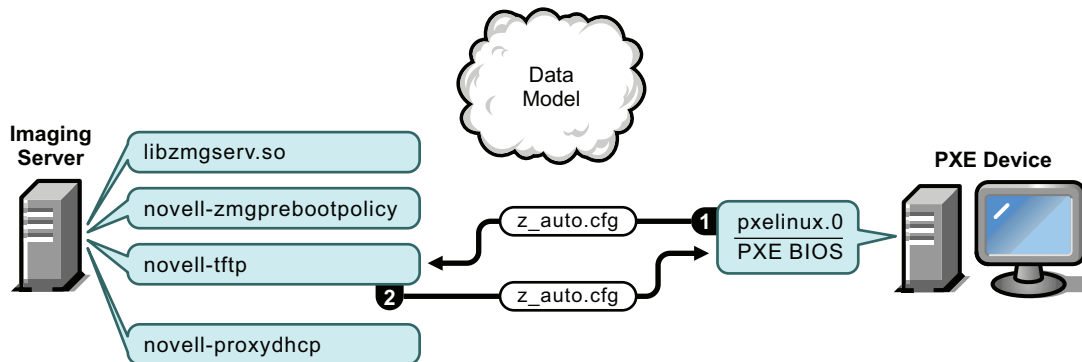 Data
Model
Imaging
Server
libzmgserv.so
novell-zmgprebootpolicy
novell-tftp
novell-proxydhcp
z_auto.cfg
1
2
z_auto.cfg
pxelinux.0
PXE BIOS
PXE Device